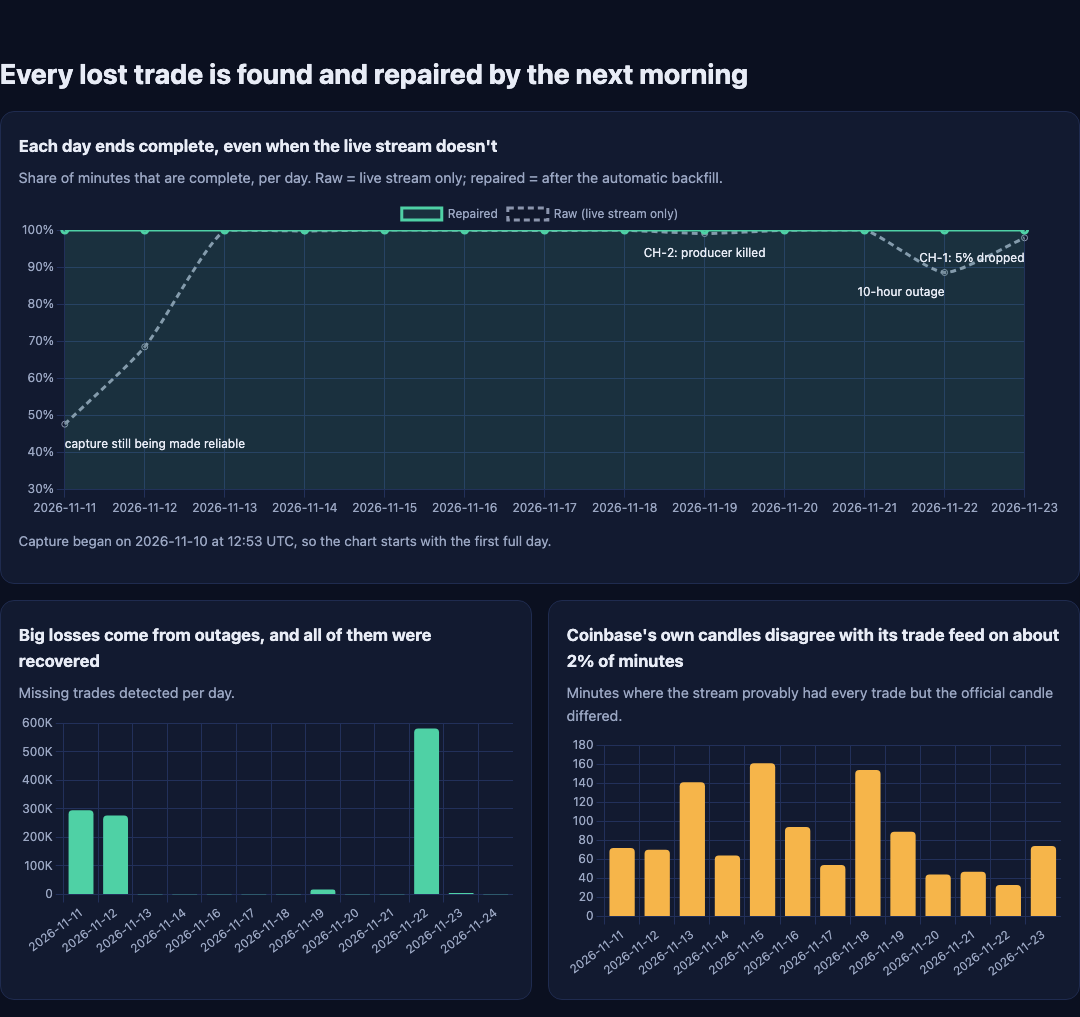 Every lost trade is found and repaired by the next morning
Each day ends complete, even when the live stream doesn't
Share of minutes that are complete, per day. Raw = live stream only; repaired = after the automatic backfill.
Repaired
Raw (live stream only)
100%
90%
80%
70%
60%
50%
40%
30%
CH-2: producer killed
CH-1: 5% dropped
10-hour outage
capture still being made reliable
2026-11-11
2026-11-12
2026-11-13
2026-11-14
2026-11-15
2026-11-16
2026-11-17
2026-11-18
2026-11-19
2026-11-20
2026-11-21
2026-11-22
2026-11-23
Capture began on 2026-11-10 at 12:53 UTC, so the chart starts with the first full day.
Big losses come from outages, and all of them were
recovered
Missing trades detected per day.
600K
500K
400K
300K
200K
100K
0
2026-11-11
2026-11-12
2026-11-13
2026-11-14
2026-11-16
2026-11-17
2026-11-18
2026-11-19
2026-11-20
2026-11-21
2026-11-22
2026-11-23
2026-11-24
Coinbase's own candles disagree with its trade feed on about
2% of minutes
Minutes where the stream provably had every trade but the official candle
differed.
180
160
140
120
100
80
60
40
20
0
2026-11-11
2026-11-12
2026-11-13
2026-11-14
2026-11-15
2026-11-16
2026-11-17
2026-11-18
2026-11-19
2026-11-20
2026-11-21
2026-11-22
2026-11-23